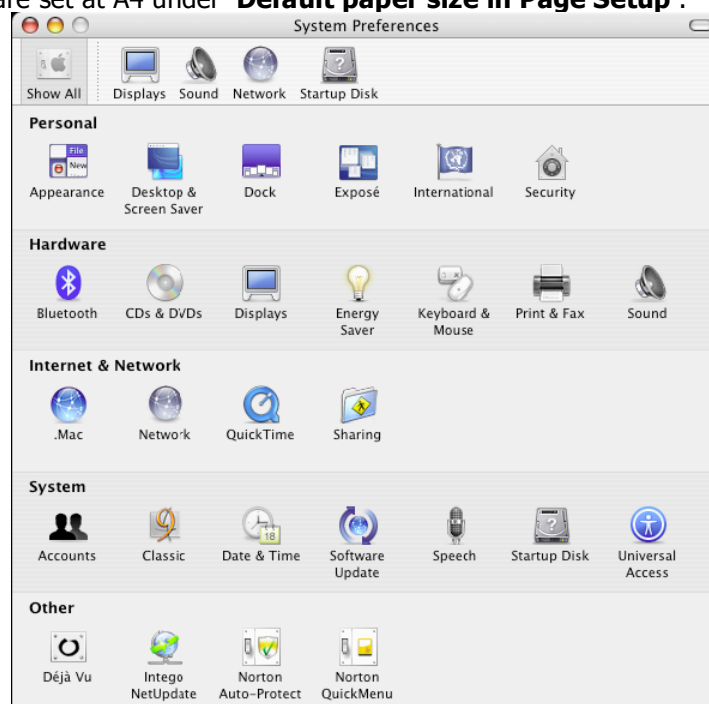 are set at A4 under "Default paper size in Page Setup".
System Preferences
Show All Displays Sound Network Startup Disk
Personal
File
New
Appearance Desktop & Screen Saver Dock Exposé International Security
Hardware
Bluetooth CDs & DVDs Displays Energy Saver Keyboard & Mouse Print & Fax Sound
Internet & Network
.Mac Network QuickTime Sharing
System
18
Accounts Classic Date & Time Software Update Speech Startup Disk Universal Access
Other
Déjà Vu Intego NetUpdate Norton Auto-Protect Norton QuickMenu